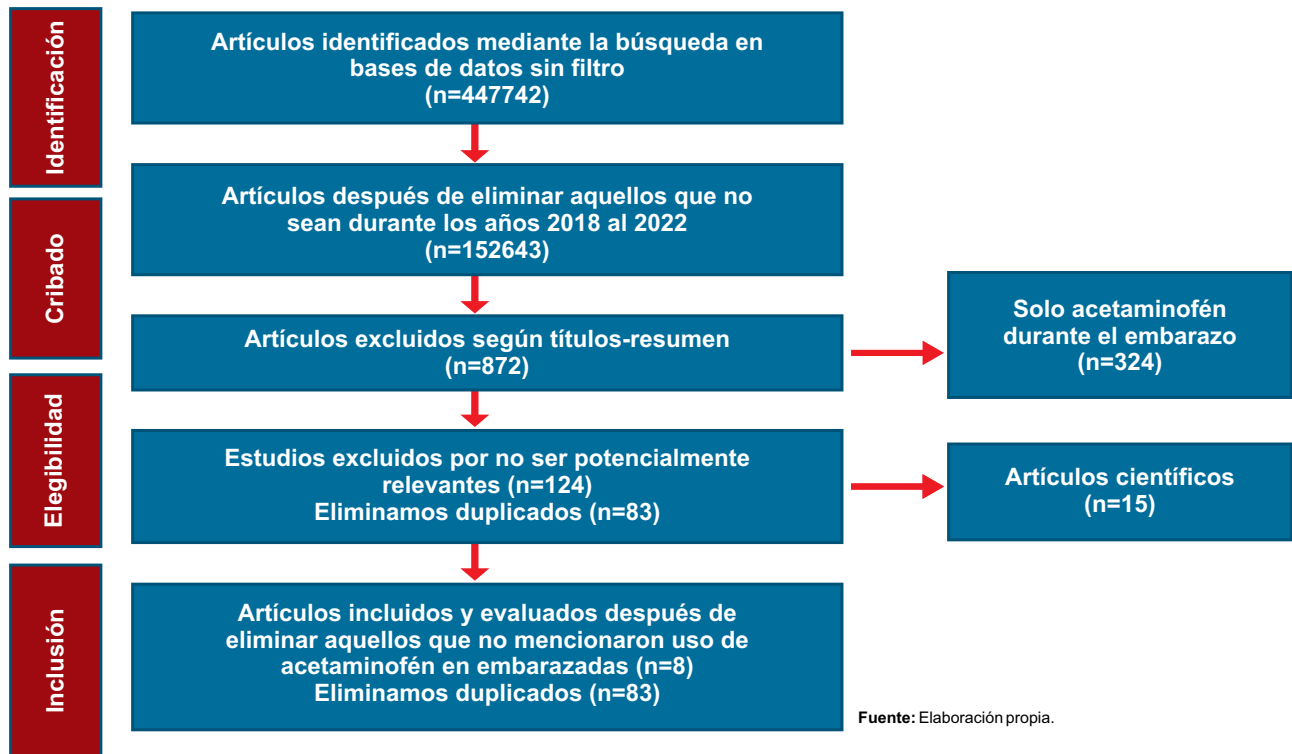 Identificación
Artículos identificados mediante la búsqueda en
bases de datos sin filtro
(n=447742)
Artículos después de eliminar aquellos que no
sean durante los años 2018 al 2022
(n=152643)
Cribado
Artículos excluidos según títulos-resumen
(n=872)
Solo acetaminofén
durante el embarazo
(n=324)
Elegibilidad
Estudios excluidos por no ser potencialmente
relevantes (n=124)
Eliminamos duplicados (n=83)
Artículos científicos
(n=15)
Inclusión
Artículos incluidos y evaluados después de
eliminar aquellos que no mencionaron uso de
acetaminofén en embarazadas (n=8)
Eliminamos duplicados (n=83)
Fuente: Elaboración propia.